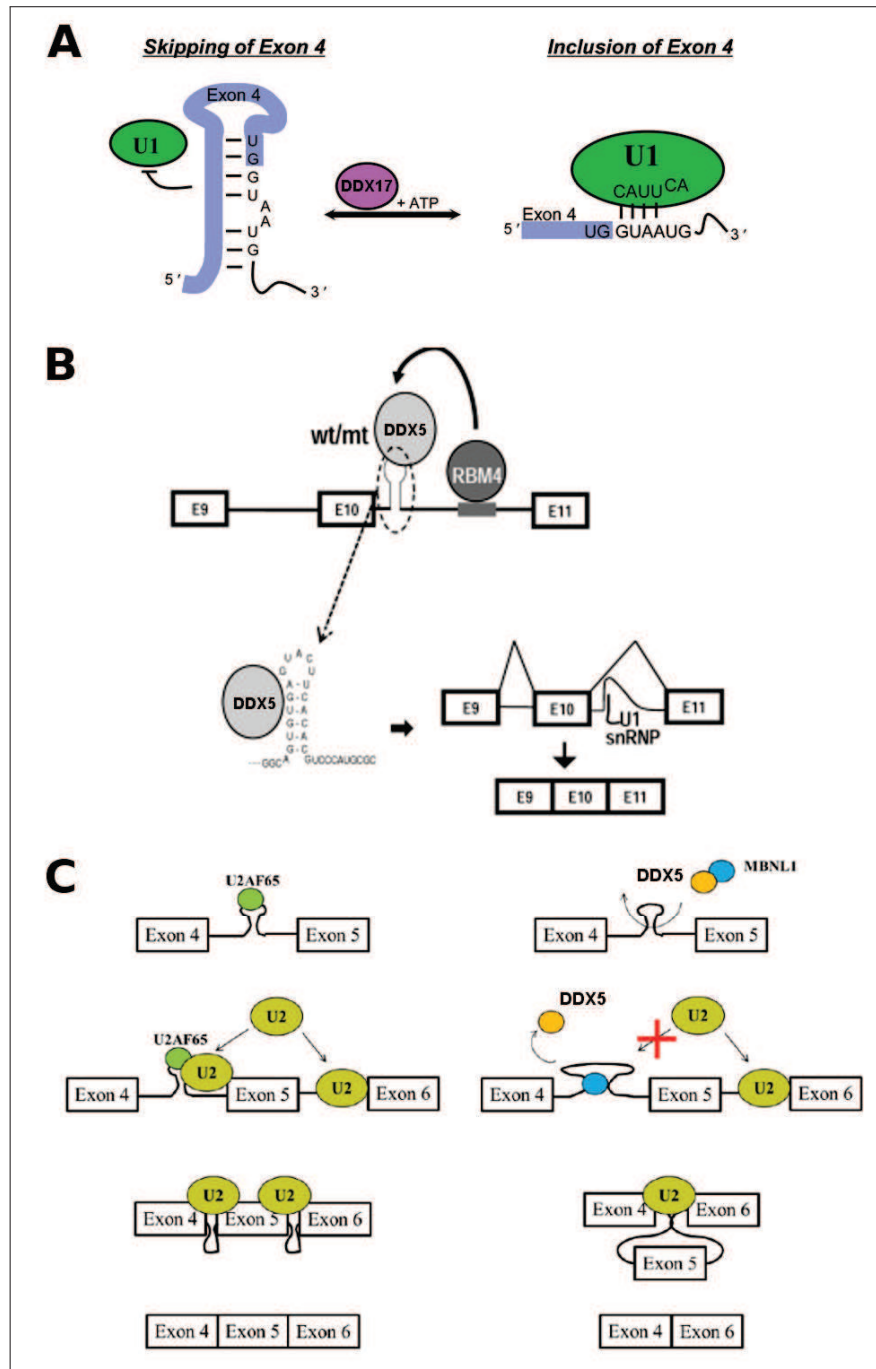 A
Skipping of Exon 4
Inclusion of Exon 4
Exon 4
U1
U
G
G
U
A
A
U
G
5 ′
3 ′
DDX17
+ ATP
U1
CAUUCA
Exon 4
5 ′
UG GUAAUG
3 ′
B
wt/mt
DDX5
RBM4
E9
E10
E11
DDX5
U A C
G U
A U
G-C
U-A
G-C
U-A
G-C
---GGCA GUCCCAUGCGC
E9
E10
E11
U1
snRNP
E9 E10 E11
C
U2AF65
Exon 4
Exon 5
DDX5
MBNL1
Exon 4
Exon 5
U2AF65
U2
U2
Exon 4
Exon 5
U2
Exon 6
DDX5
U2
Exon 4
Exon 5
U2
Exon 6
U2
U2
Exon 4
Exon 5
Exon 6
U2
Exon 4
Exon 6
Exon 5
Exon 4 Exon 5 Exon 6
Exon 4 Exon 6